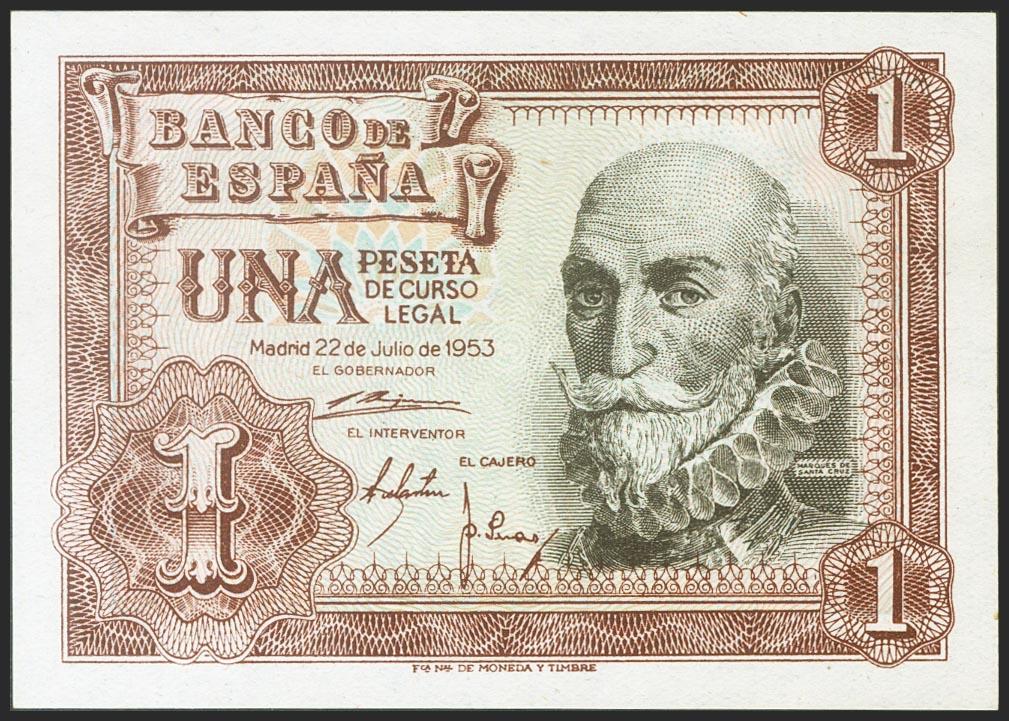 BANCO DE
ESPAÑA
UNA
PESETA
DE CURSO
LEGAL
Madrid 22 de Julio de 1953
EL GOBERNADOR
EL INTERVENTOR
EL CAJERO
MARQUES DE
SANTA CRUZ
1
1
1
Fca Nal DE MONEDA Y TIMBRE